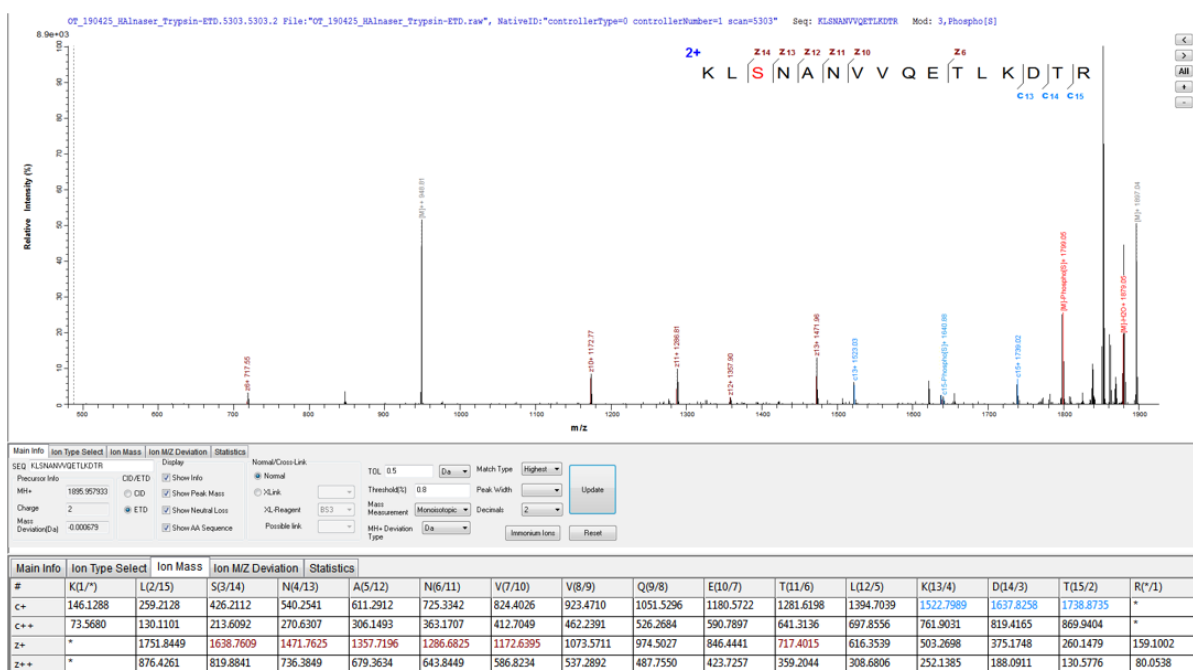 OT_190425_HAlnaser_Trypsin-ETD.5303.5303.2 File:"OT_190425_HAlnaser_Trypsin-ETD.raw", NativeID:"controllerType=0 controllerNumber=1 scan=5303" Seq: KLSNANVVQETLKDTR Mod: 3,Phospho[S]
8.9e+03
2+
z14 z13 z12 z11 z10 z6
K L S N A N V V Q E T L K D T R
c13 c14 c15
<
>
All
+
-
Relative Intensity (%)
100
90
80
70
60
50
40
30
20
10
0
[M]++ 948.81
z6+ 717.55
z10+ 1172.77
z11+ 1286.81
z12+ 1357.90
z13+ 1471.96
c13+ 1523.03
c15-Phospho[S]+ 1640.88
c15+ 1739.02
[M]-Phospho[S]+ 1799.05
[M]-H2O+ 1879.05
[M]+ 1897.04
500 600 700 800 900 1000 1100 1200 1300 1400 1500 1600 1700 1800 1900
m/z
Main Info Ion Type Select Ion Mass Ion M/Z Deviation Statistics
SEQ KLSNANVVQETLKDTR
Precursor Info
MH+ 1895.957933
Charge 2
Mass Deviation(Da) -0.000679
CID/ETD
CID
ETD
Display
Show Info
Show Peak Mass
Show Neutral Loss
Show AA Sequence
Normal/Cross-Link
Normal
XLink
XL-Reagent BS3
Possible link
TOL 0.5 Da
Threshold(%) 0.8
Mass Measurement Monoisotopic
MH+ Deviation Type Da
Match Type Highest
Peak Width
Decimals 2
Immonium Ions
Update
Reset
Main Info Ion Type Select Ion Mass Ion M/Z Deviation Statistics
# K(1/*) L(2/15) S(3/14) N(4/13) A(5/12) N(6/11) V(7/10) V(8/9) Q(9/8) E(10/7) T(11/6) L(12/5) K(13/4) D(14/3) T(15/2) R(*/1)
c+ 146.1288 259.2128 426.2112 540.2541 611.2912 725.3342 824.4026 923.4710 1051.5296 1180.5722 1281.6198 1394.7039 1522.7989 1637.8258 1738.8735 *
c++ 73.5680 130.1101 213.6092 270.6307 306.1493 363.1707 412.7049 462.2391 526.2684 590.7897 641.3136 697.8556 761.9031 819.4165 869.9404 *
z+ * 1751.8449 1638.7609 1471.7625 1357.7196 1286.6825 1172.6395 1073.5711 974.5027 846.4441 717.4015 616.3539 503.2698 375.1748 260.1479 159.1002
z++ * 876.4261 819.8841 736.3849 679.3634 643.8449 586.8234 537.2892 487.7550 423.7257 359.2044 308.6806 252.1385 188.0911 130.5776 80.0538